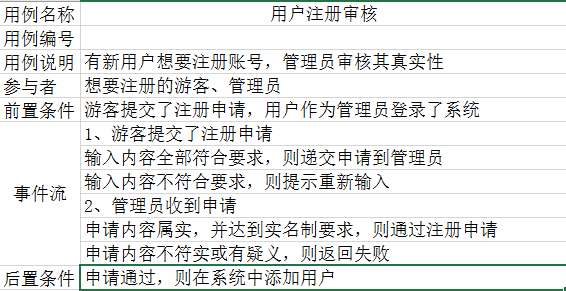 用例名称 用户注册审核
用例编号
用例说明 有新用户想要注册账号，管理员审核其真实性
参与者 想要注册的游客、管理员
前置条件 游客提交了注册申请，用户作为管理员登录了系统
1、游客提交了注册申请
输入内容全部符合要求，则递交申请到管理员
输入内容不符合要求，则提示重新输入
事件流 2、管理员收到申请
申请内容属实，并达到实名制要求，则通过注册申请
申请内容不符实或有疑义，则返回失败
后置条件 申请通过，则在系统中添加用户